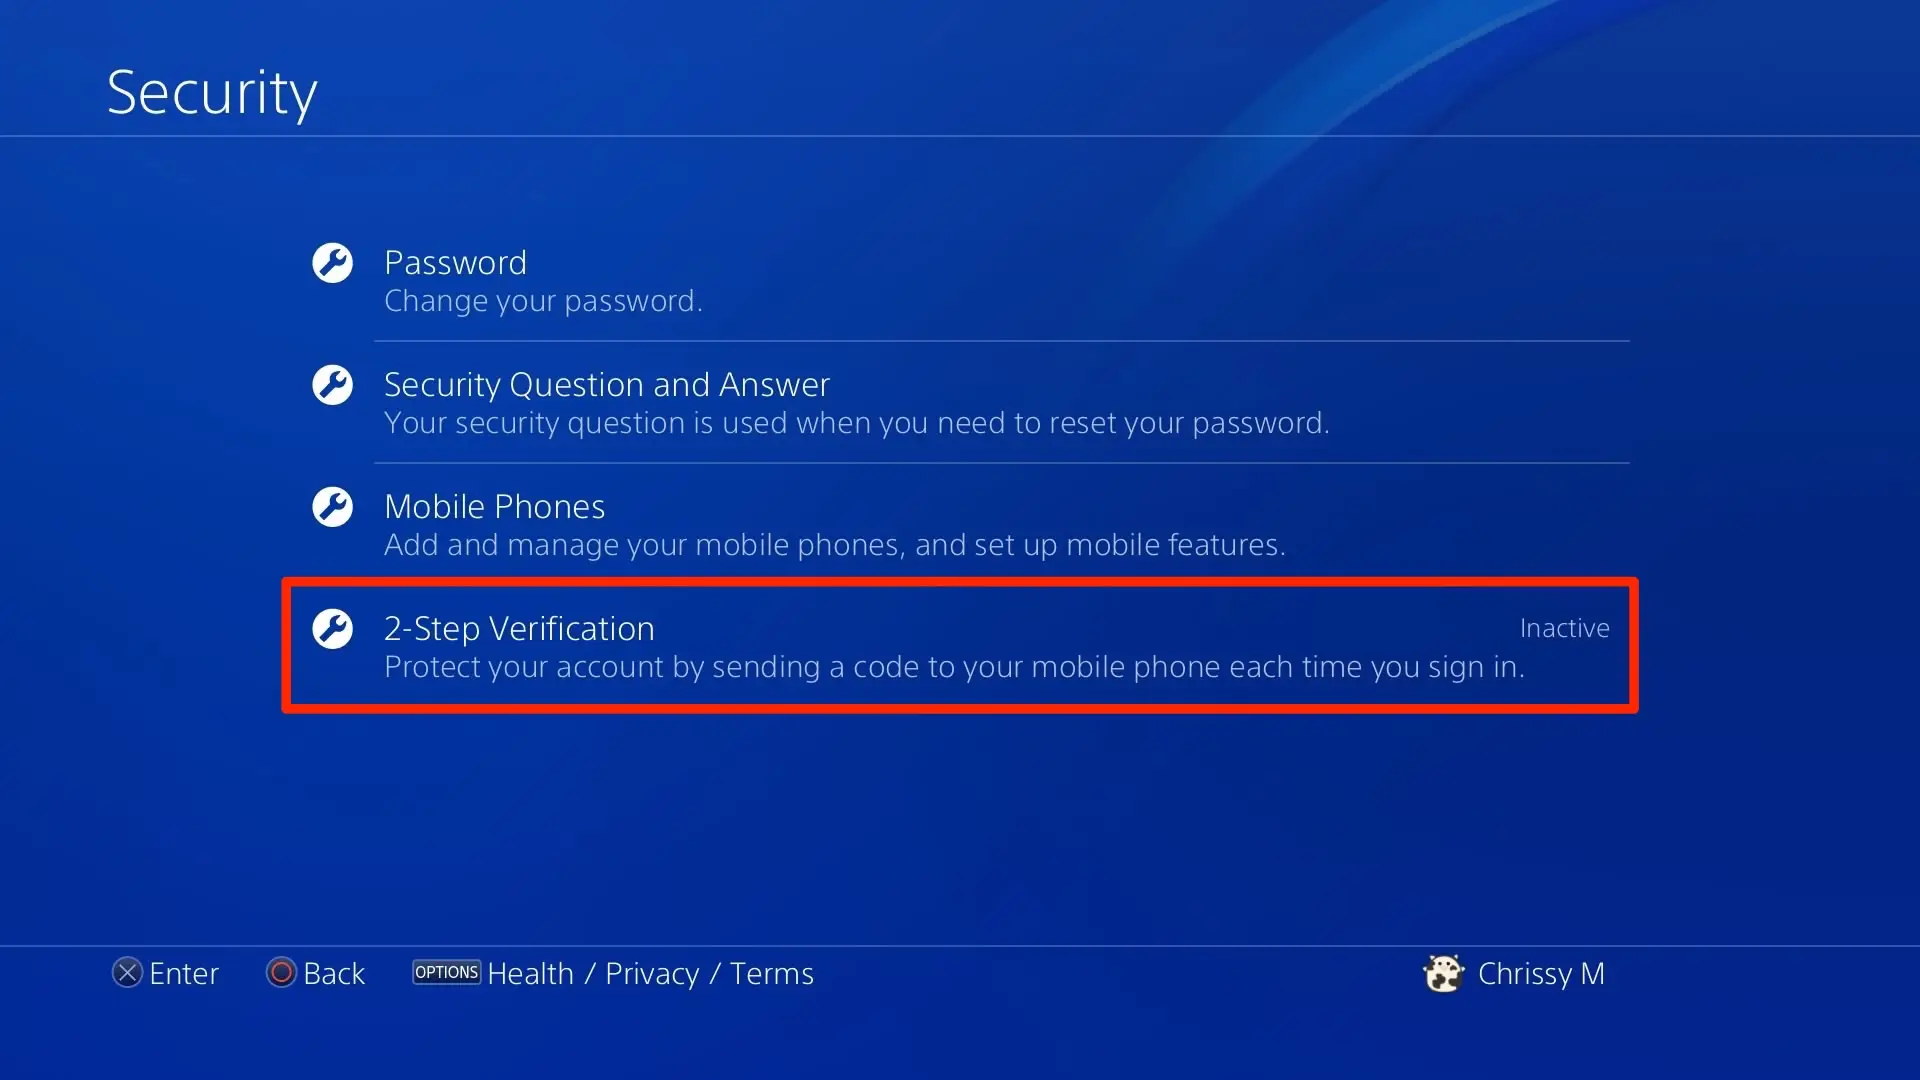 Security
Password
Change your password.
Security Question and Answer
Your security question is used when you need to reset your password.
Mobile Phones
Add and manage your mobile phones, and set up mobile features.
2-Step Verification Inactive
Protect your account by sending a code to your mobile phone each time you sign in.
Enter Back OPTIONS Health / Privacy / Terms Chrissy M